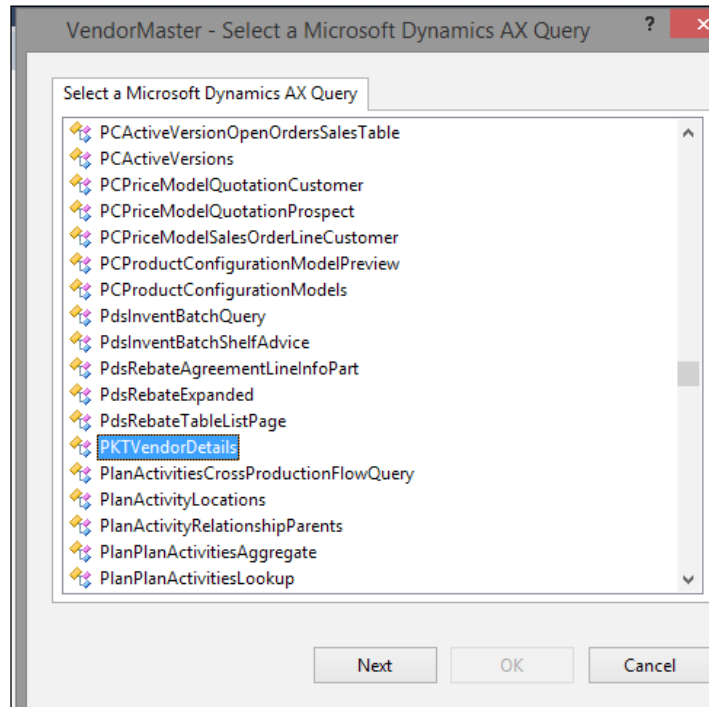 VendorMaster - Select a Microsoft Dynamics AX Query ?
Select a Microsoft Dynamics AX Query
PCActiveVersionOpenOrdersSalesTable
PCActiveVersions
PCPriceModelQuotationCustomer
PCPriceModelQuotationProspect
PCPriceModelSalesOrderLineCustomer
PCProductConfigurationModelPreview
PCProductConfigurationModels
PdsInventBatchQuery
PdsInventBatchShelfAdvice
PdsRebateAgreementLineInfoPart
PdsRebateExpanded
PdsRebateTableListPage
PKTVendorDetails
PlanActivitiesCrossProductionFlowQuery
PlanActivityLocations
PlanActivityRelationshipParents
PlanPlanActivitiesAggregate
PlanPlanActivitiesLookup
Next OK Cancel